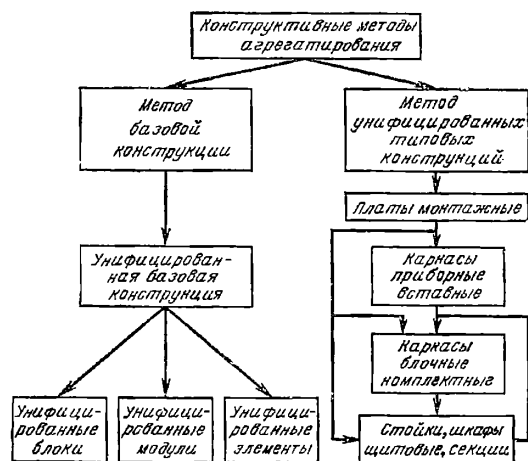 Конструктивные методы
агрегатирования
Метод
базовой
конструкции
Метод
унифицированных
типовых
конструкций
Платы монтажные
Унифицирован-
ная базовая
конструкция
Каркасы
приборные
вставные
Каркасы
блочные
комплектные
Унифици-
рованные
блоки
Унифици-
рованные
модули
Унифици-
рованные
элементы
Стойки, шкафы
щитовые, секции